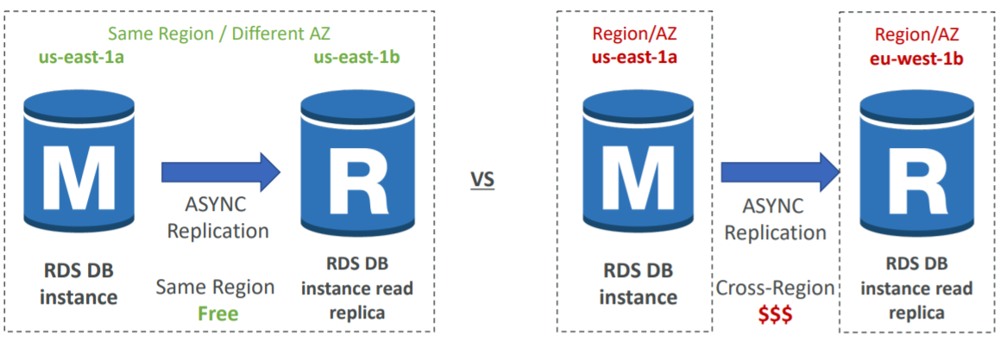 Same Region / Different AZ
us-east-1a
us-east-1b
M
R
ASYNC
Replication
RDS DB
instance
Same Region
Free
RDS DB
instance read
replica
VS
Region/AZ
us-east-1a
Region/AZ
eu-west-1b
M
R
ASYNC
Replication
RDS DB
instance
Cross-Region
$$$
RDS DB
instance read
replica